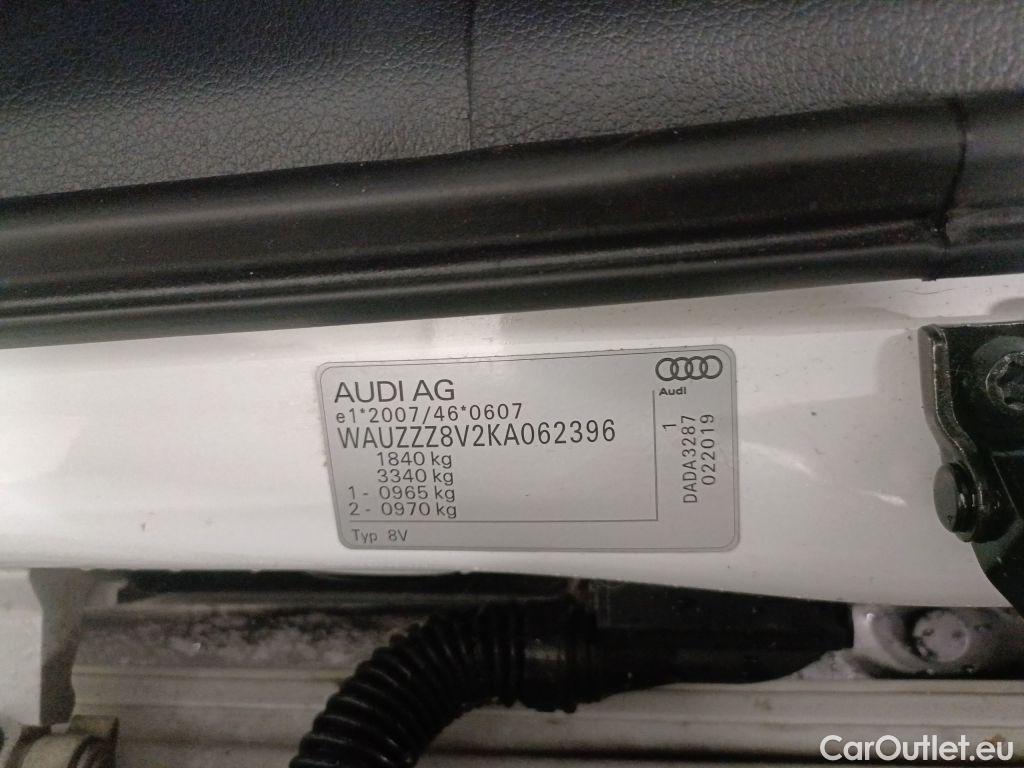 AUDI AG
e1*2007/46*0607
WAUZZZ8V2KA062396
1840 kg
3340 kg
1 - 0965 kg
2 - 0970 kg
Typ 8V
Audi
1
DADA3287
022019
CarOutlet.eu